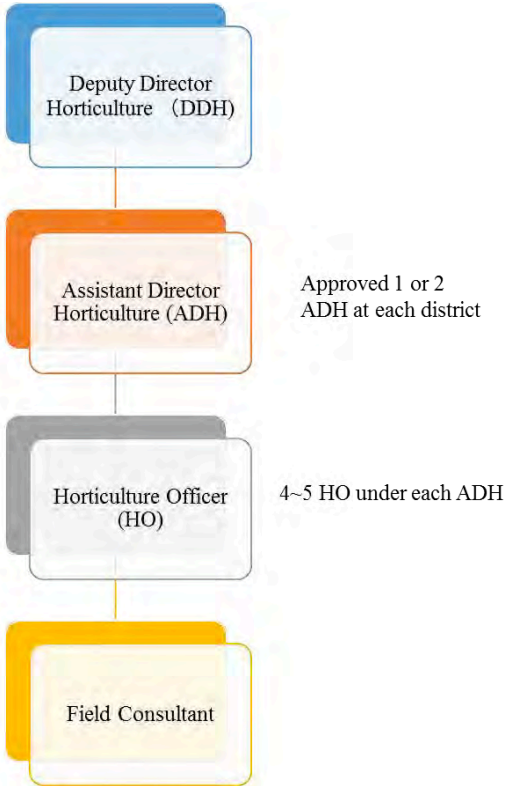 Deputy Director
Horticulture （DDH)
Assistant Director
Horticulture (ADH)
Approved 1 or 2
ADH at each district
Horticulture Officer
(HO)
4~5 HO under each ADH
Field Consultant